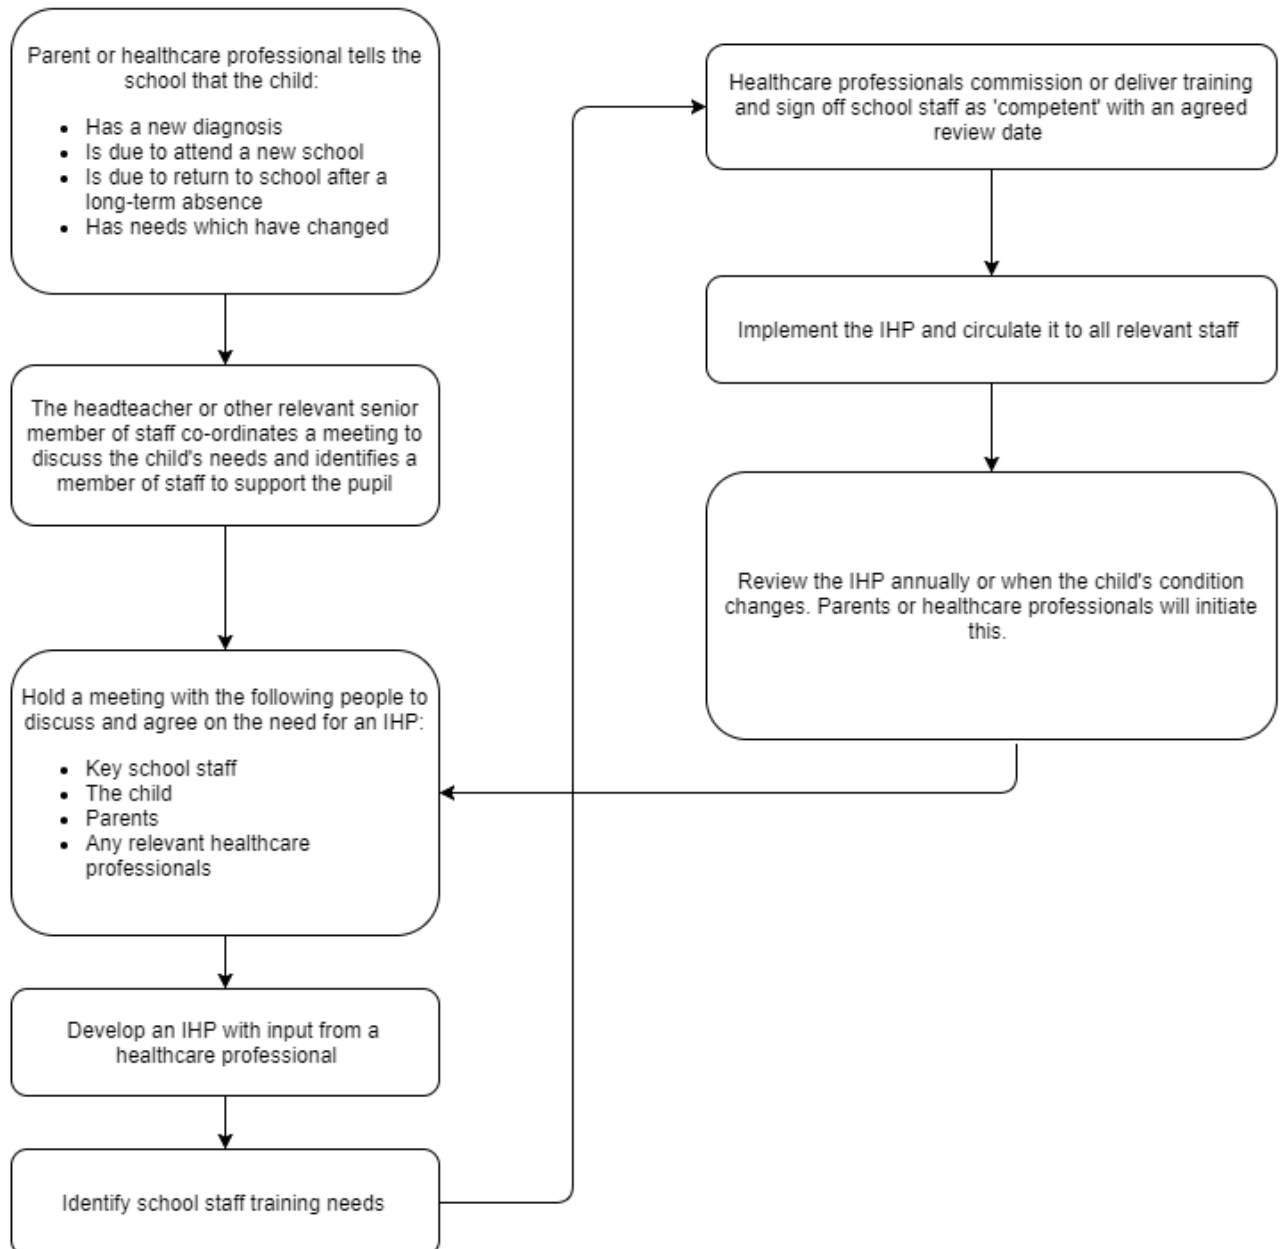 Parent or healthcare professional tells the
school that the child:
• Has a new diagnosis
• Is due to attend a new school
• Is due to return to school after a
long-term absence
• Has needs which have changed
The headteacher or other relevant senior
member of staff co-ordinates a meeting to
discuss the child's needs and identifies a
member of staff to support the pupil
Hold a meeting with the following people to
discuss and agree on the need for an IHP:
• Key school staff
• The child
• Parents
• Any relevant healthcare
professionals
Develop an IHP with input from a
healthcare professional
Identify school staff training needs
Healthcare professionals commission or deliver training
and sign off school staff as 'competent' with an agreed
review date
Implement the IHP and circulate it to all relevant staff
Review the IHP annually or when the child's condition
changes. Parents or healthcare professionals will initiate
this.